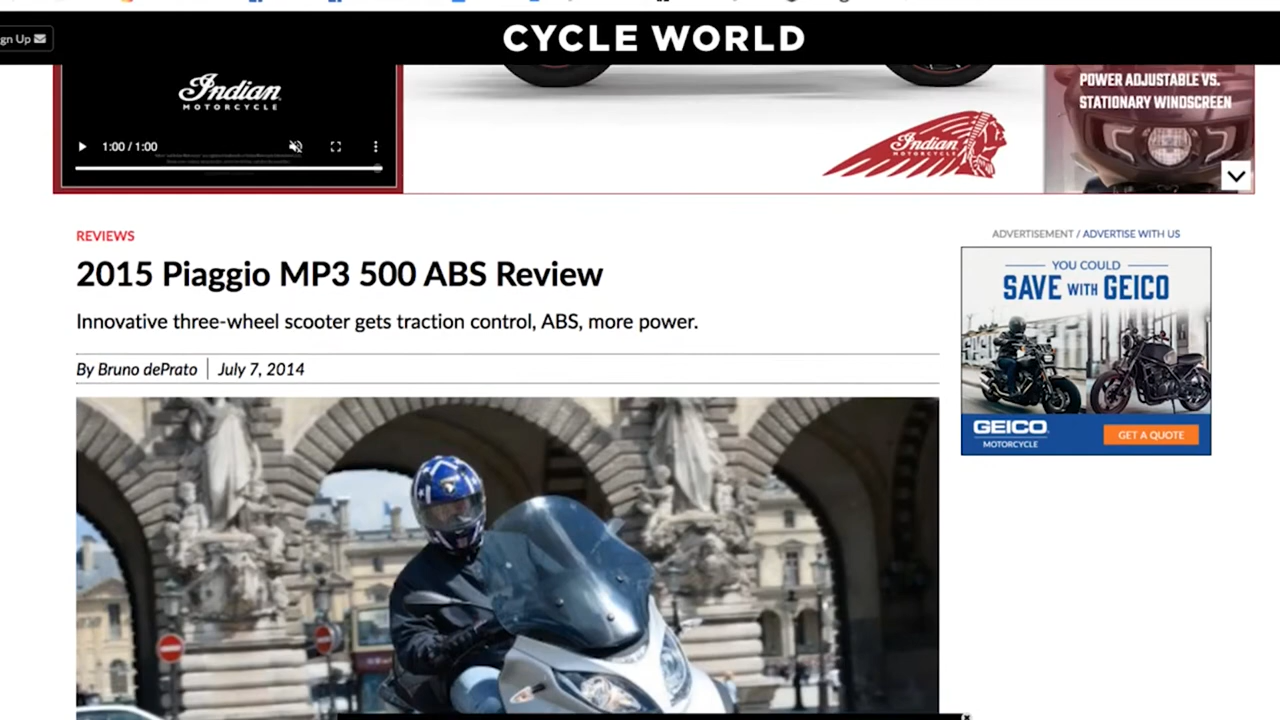 gn Up
CYCLE WORLD
Indian
MOTORCYCLE
1:00 / 1:00
Indian
MOTORCYCLE
POWER ADJUSTABLE VS.
STATIONARY WINDSCREEN
REVIEWS
2015 Piaggio MP3 500 ABS Review
Innovative three-wheel scooter gets traction control, ABS, more power.
By Bruno dePrato | July 7, 2014
ADVERTISEMENT / ADVERTISE WITH US
YOU COULD
SAVE WITH GEICO
GEICO
MOTORCYCLE
GET A QUOTE